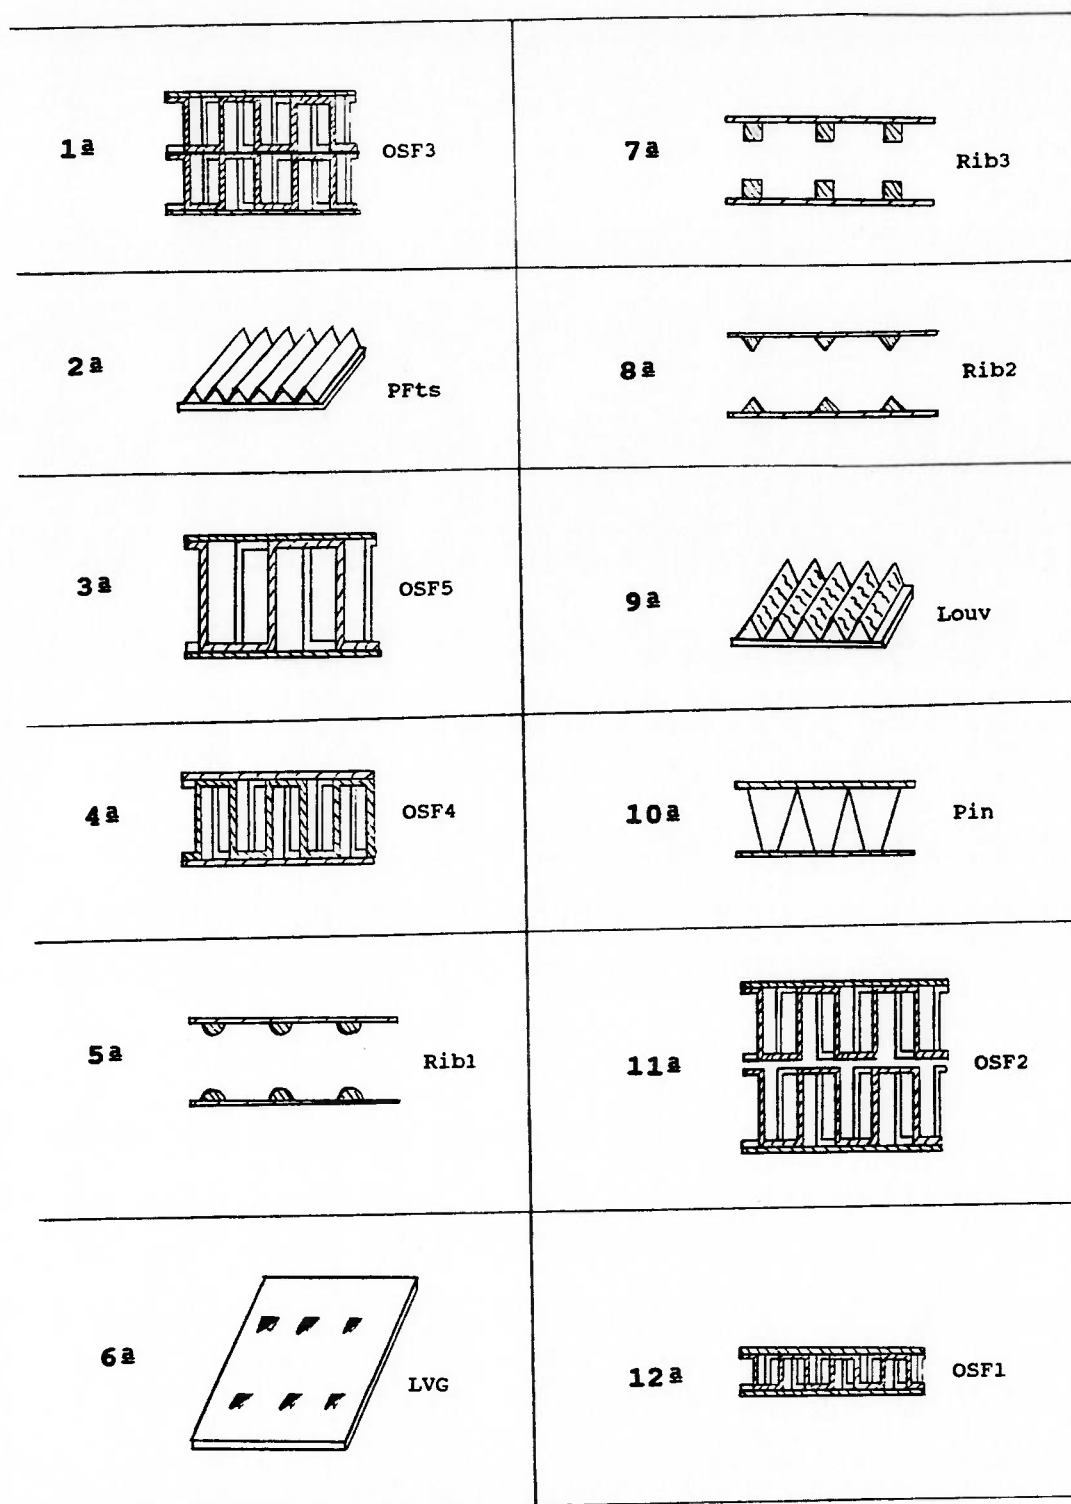 1ª OSF3
2ª PFts
3ª OSF5
4ª OSF4
5ª Rib1
6ª LVG
7ª Rib3
8ª Rib2
9ª Louv
10ª Pin
11ª OSF2
12ª OSF1